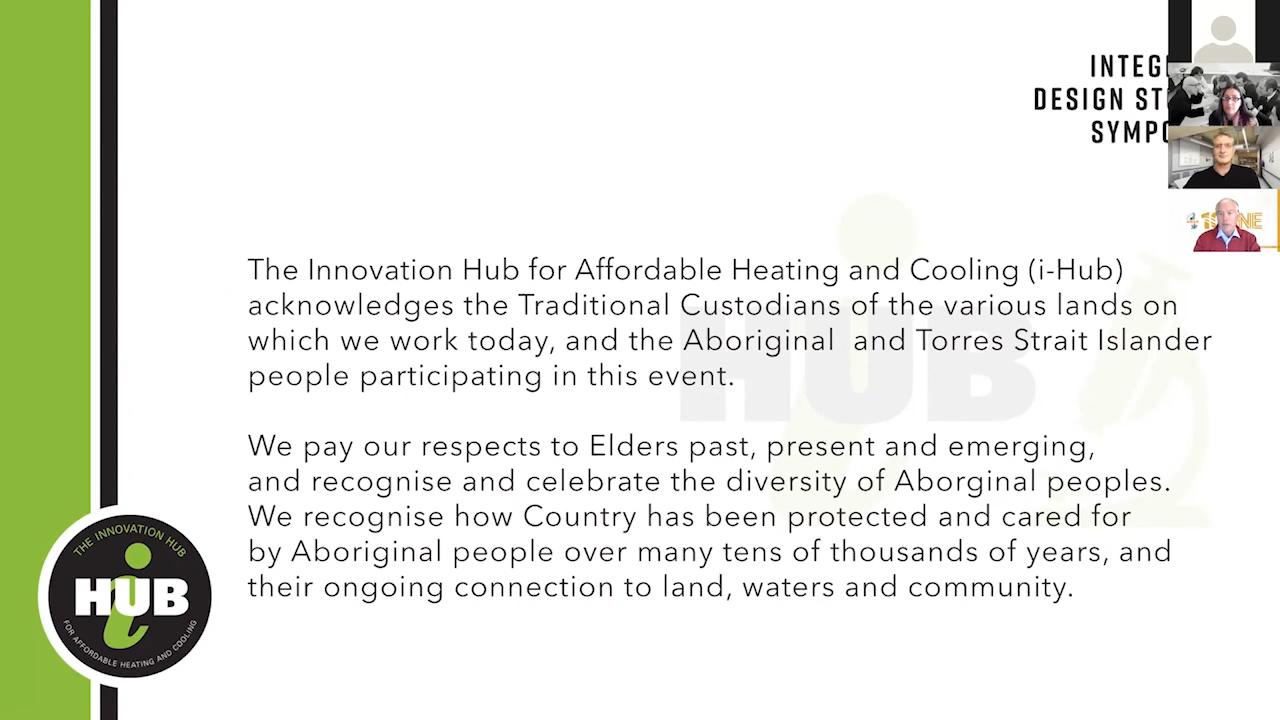 INTEG
DESIGN ST
SYMPO
The Innovation Hub for Affordable Heating and Cooling (i-Hub)
acknowledges the Traditional Custodians of the various lands on
which we work today, and the Aboriginal  and Torres Strait Islander
people participating in this event.
We pay our respects to Elders past, present and emerging,
and recognise and celebrate the diversity of Aborginal peoples.
We recognise how Country has been protected and cared for
by Aboriginal people over many tens of thousands of years, and
their ongoing connection to land, waters and community.
THE INNOVATION HUB
iHUB
FOR AFFORDABLE HEATING AND COOLING
iHUB